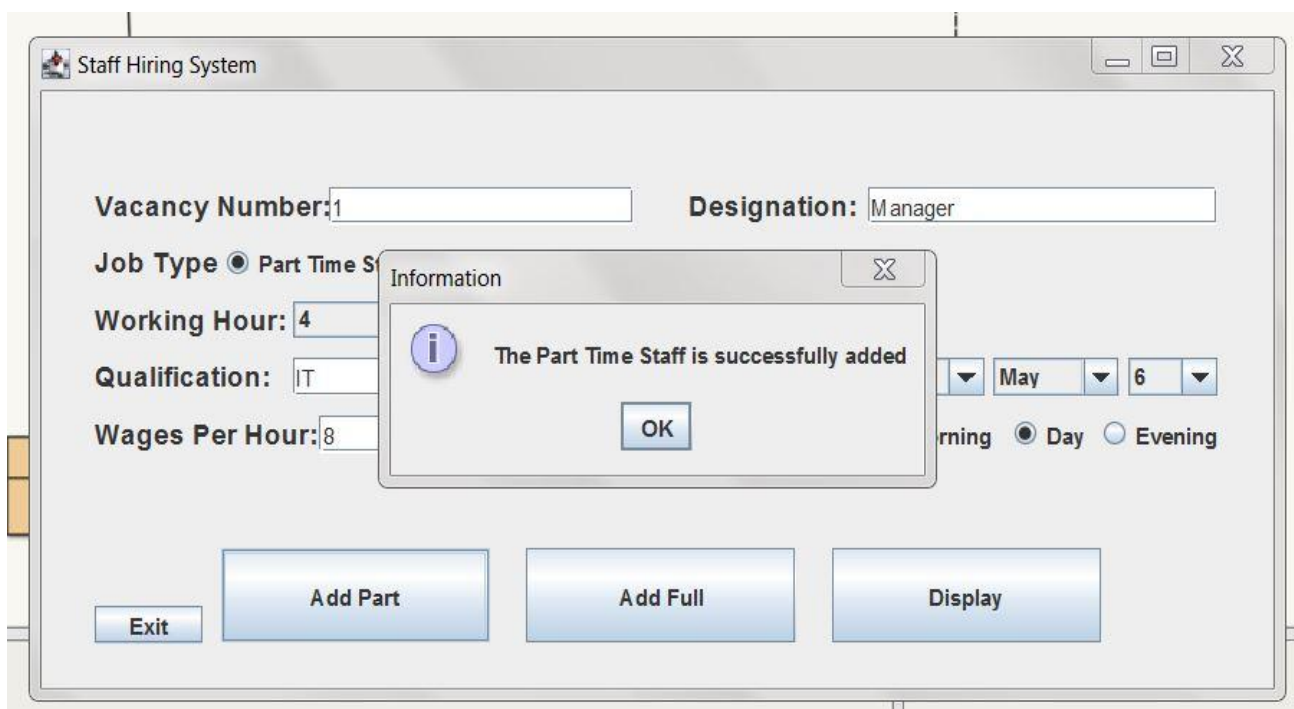 Staff Hiring System
Vacancy Number: 1 Designation: Manager
Job Type Part Time
Information
Working Hour: 4
The Part Time Staff is successfully added
Qualification: IT May 6
OK
Wages Per Hour: 8 Day Evening
Add Part Add Full Display
Exit